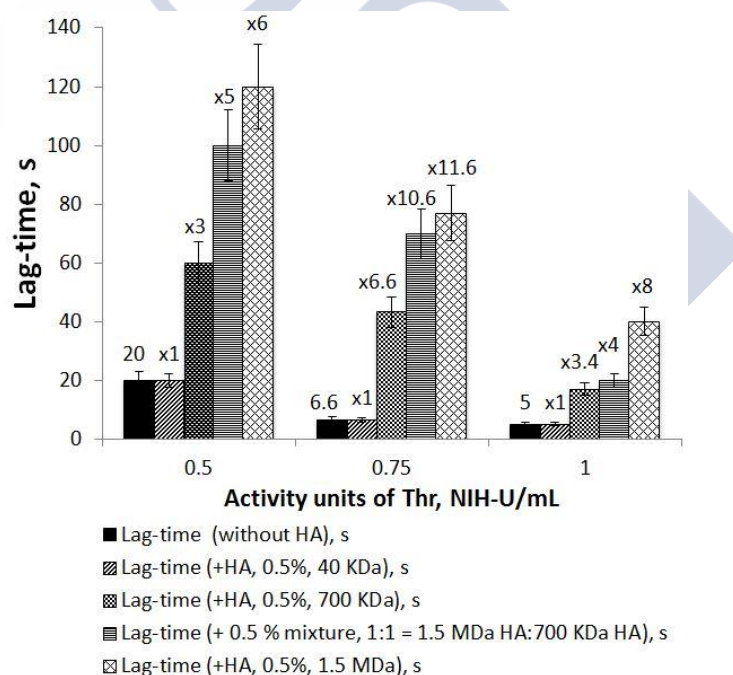 140
120
100
80
60
40
20
0
Lag-time, s
20
x1
x3
x5
x6
6.6
x1
x6.6
x10.6
x11.6
5
x1
x3.4
x4
x8
0.5
0.75
1
Activity units of Thr, NIH-U/mL
Lag-time (without HA), s
Lag-time (+HA, 0.5%, 40 KDa), s
Lag-time (+HA, 0.5%, 700 KDa), s
Lag-time (+ 0.5 % mixture, 1:1 = 1.5 MDa HA:700 KDa HA), s
Lag-time (+HA, 0.5%, 1.5 MDa), s